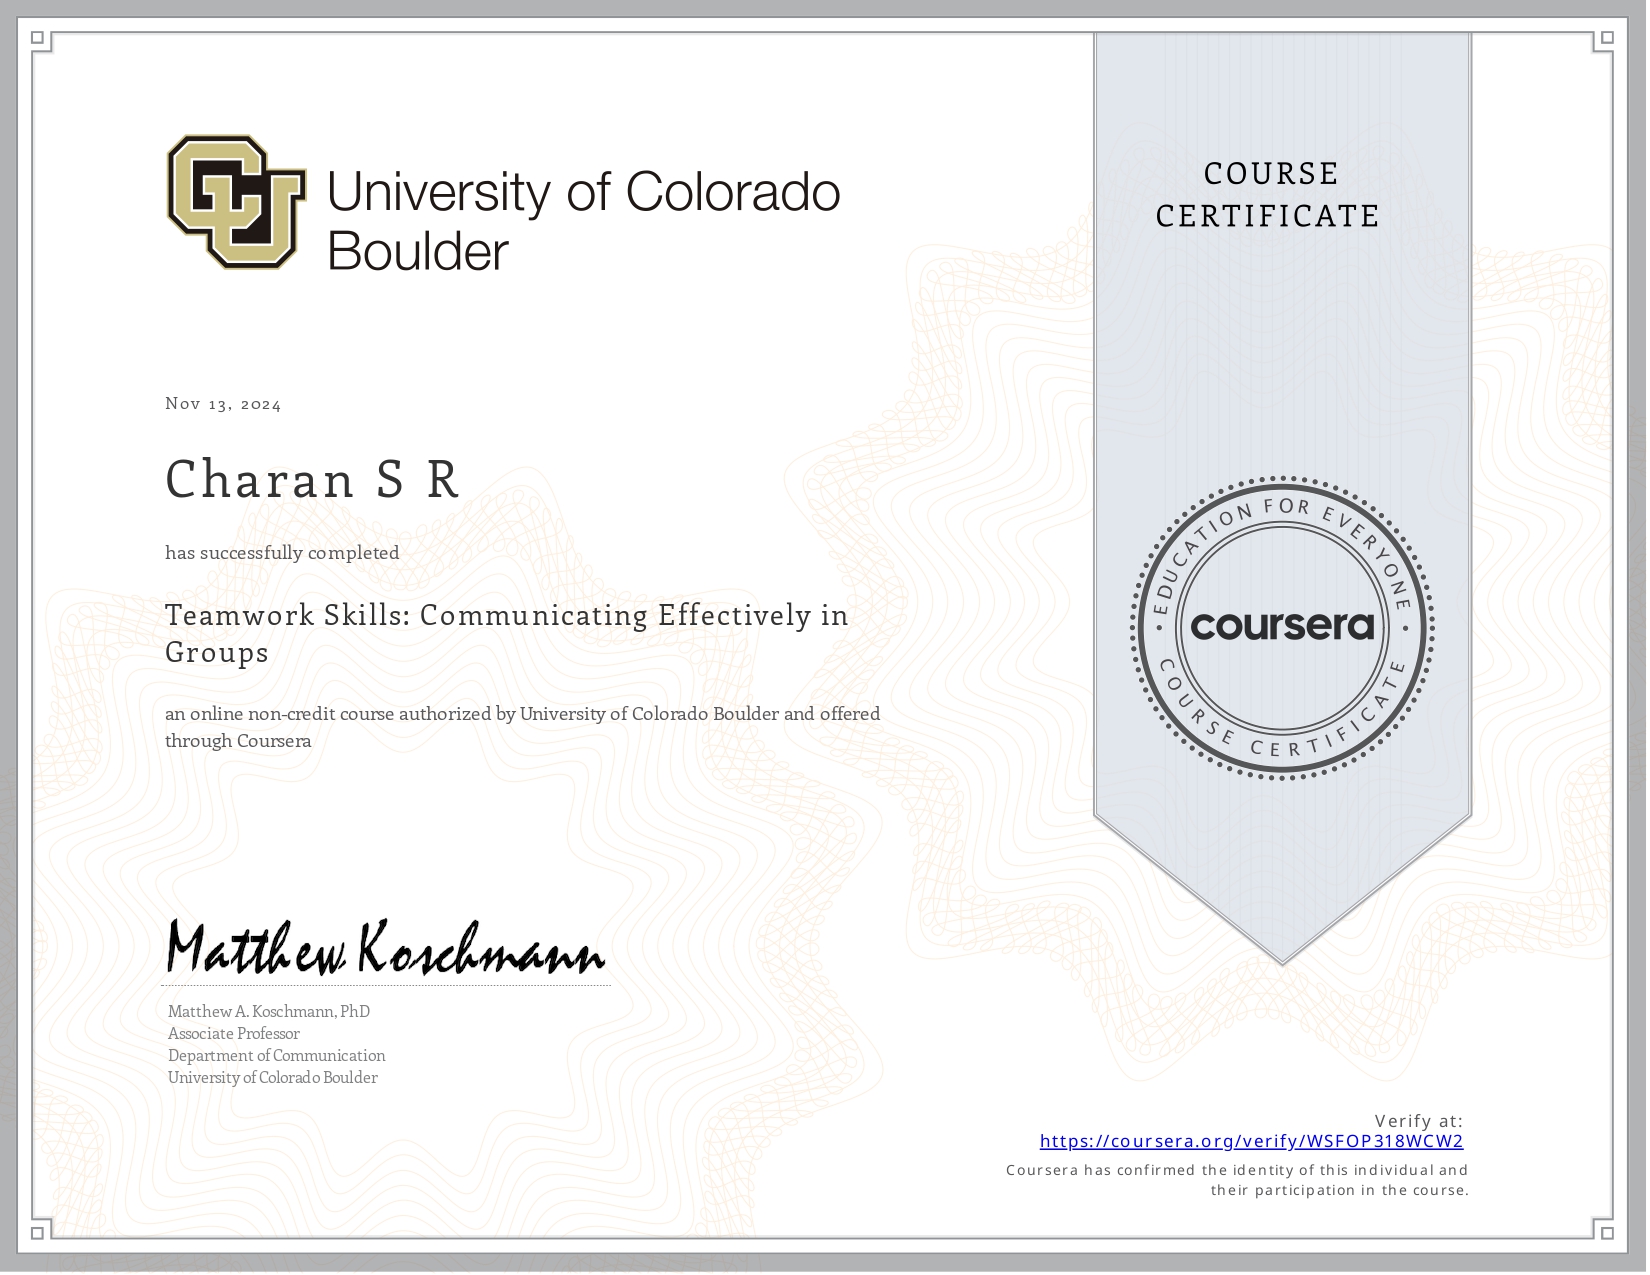 University of Colorado
Boulder
COURSE
CERTIFICATE
Nov 13, 2024
Charan S R
has successfully completed
Teamwork Skills: Communicating Effectively in
Groups
an online non-credit course authorized by University of Colorado Boulder and offered
through Coursera
EDUCATION FOR EVERYONE
coursera
COURSE CERTIFICATE
Matthew Koschmann
Matthew A. Koschmann, PhD
Associate Professor
Department of Communication
University of Colorado Boulder
Verify at:
https://coursera.org/verify/WSFOP318WCW2
Coursera has confirmed the identity of this individual and
their participation in the course.